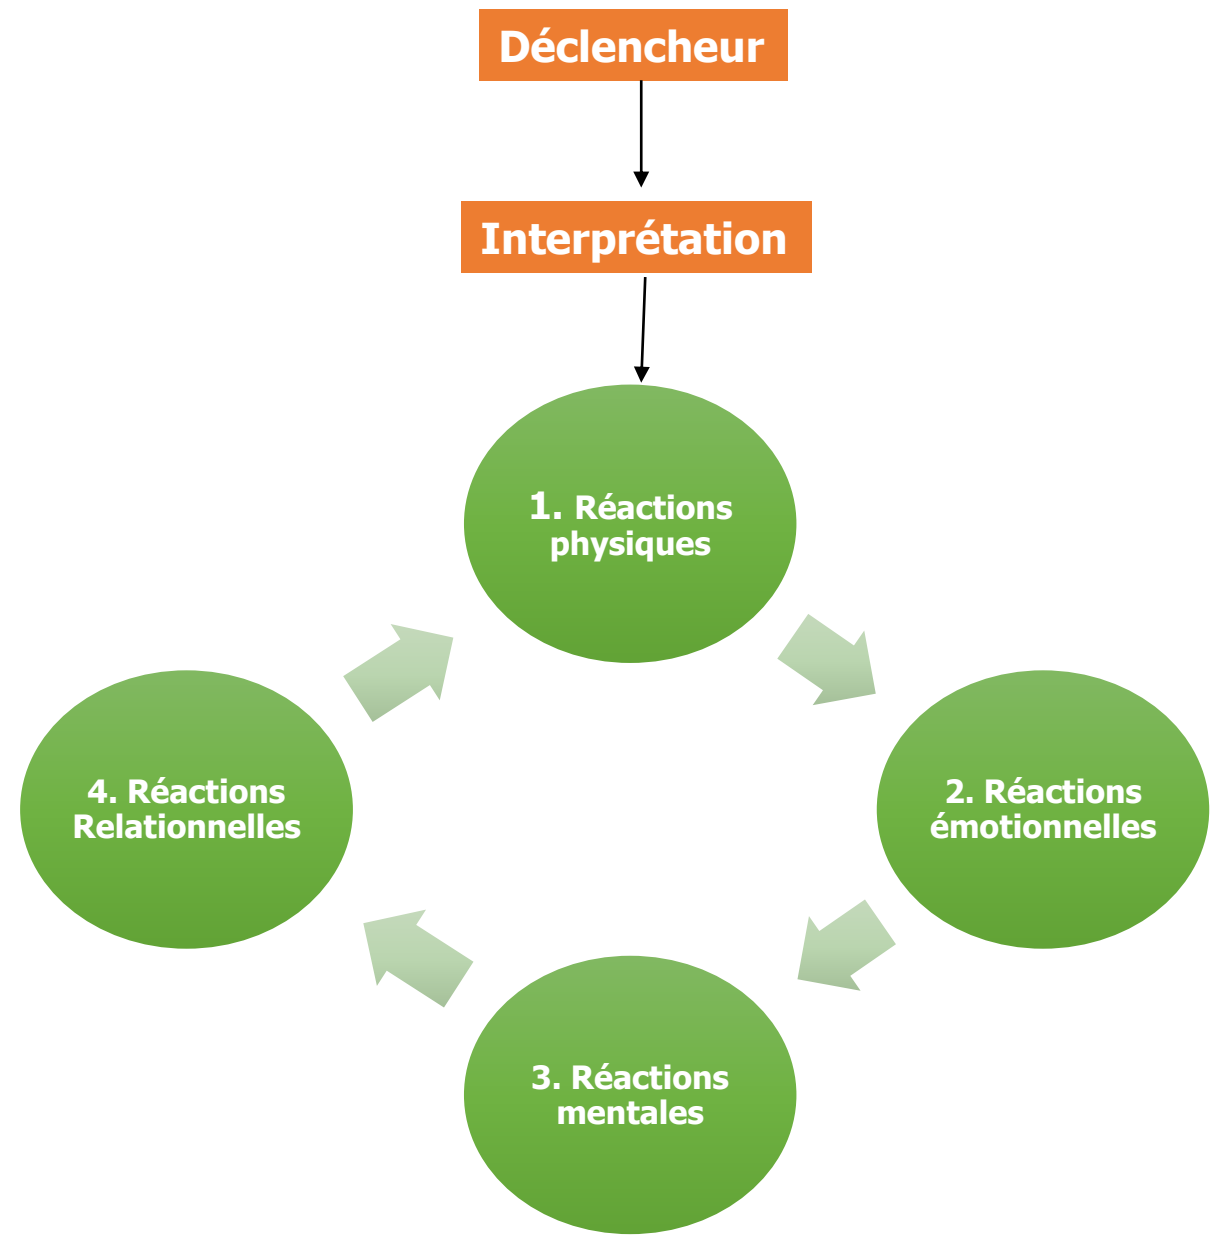 Déclencheur
Interprétation
1. Réactions
physiques
4. Réactions
Relationnelles
2. Réactions
émotionnelles
3. Réactions
mentales